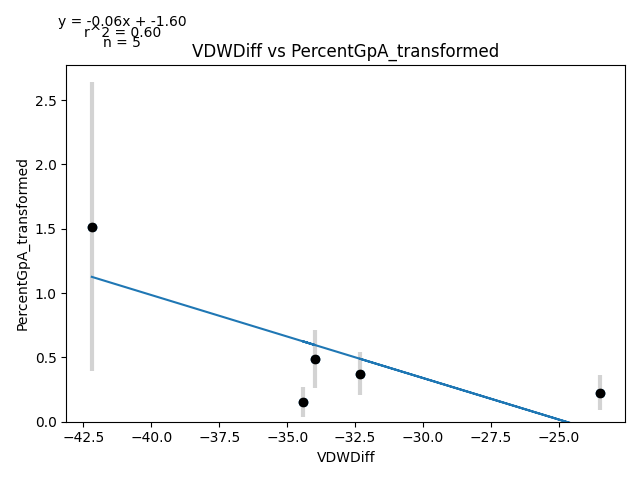 y = -0.06x + -1.60
r^2 = 0.60
n = 5
VDWDiff vs PercentGpA_transformed
PercentGpA_transformed
2.5
2.0
1.5
1.0
0.5
0.0
−42.5 −40.0 −37.5 −35.0 −32.5 −30.0 −27.5 −25.0
VDWDiff